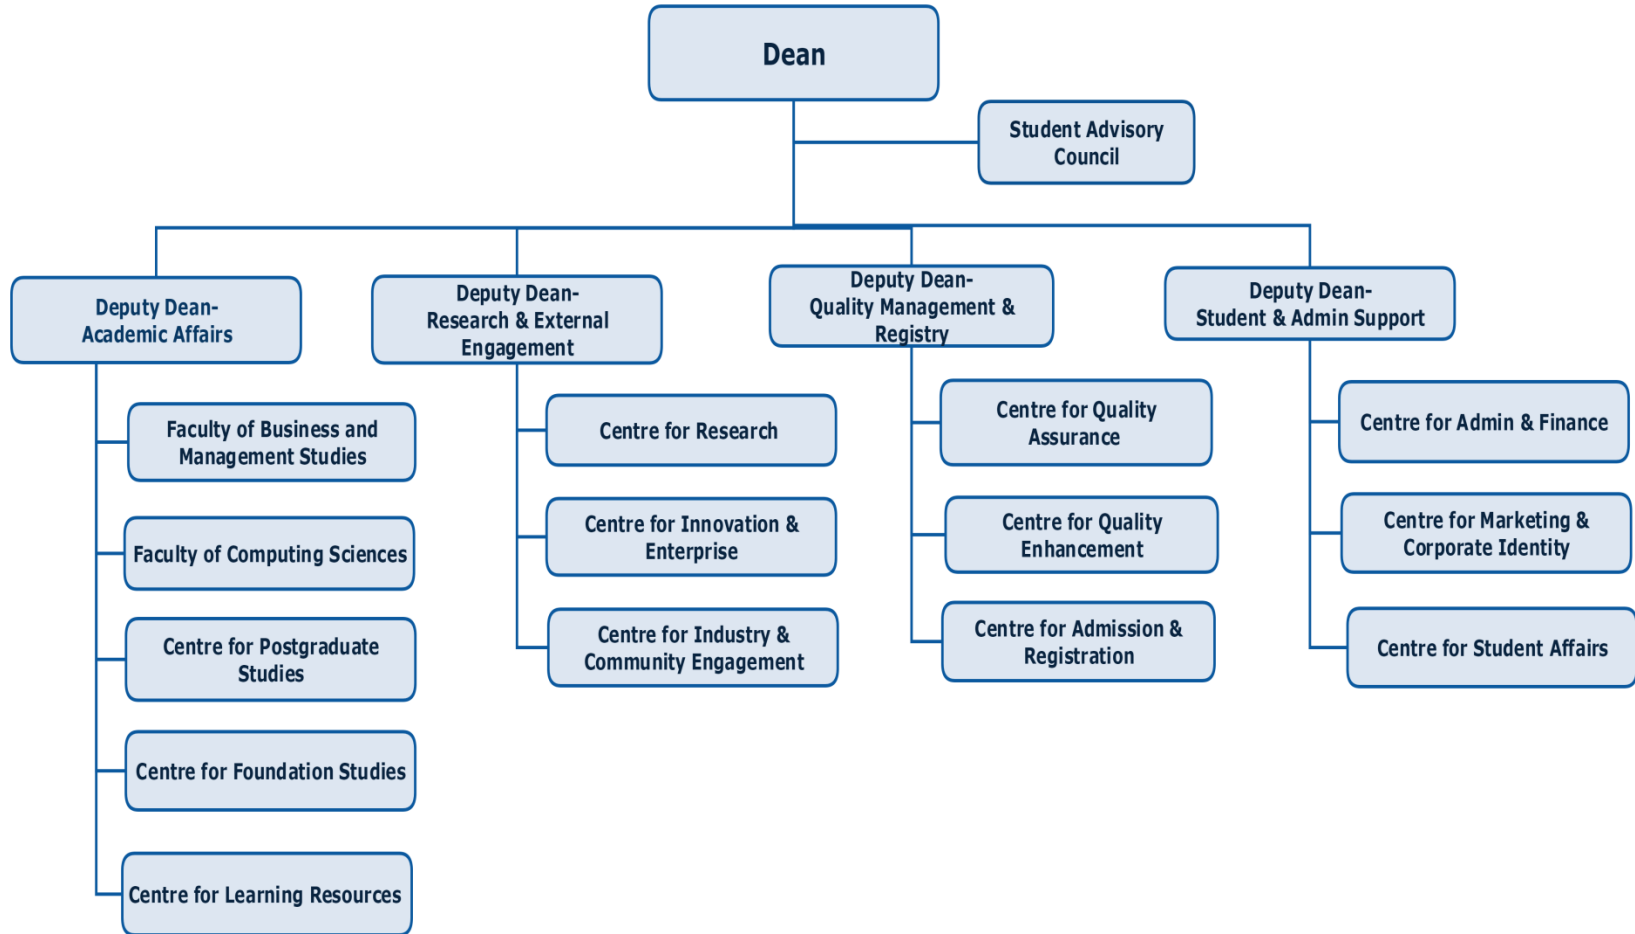 Dean
Student Advisory
Council
Deputy Dean-
Academic Affairs
Deputy Dean-
Research & External
Engagement
Deputy Dean-
Quality Management &
Registry
Deputy Dean-
Student & Admin Support
Faculty of Business and
Management Studies
Faculty of Computing Sciences
Centre for Postgraduate
Studies
Centre for Foundation Studies
Centre for Learning Resources
Centre for Research
Centre for Innovation &
Enterprise
Centre for Industry &
Community Engagement
Centre for Quality
Assurance
Centre for Quality
Enhancement
Centre for Admission &
Registration
Centre for Admin & Finance
Centre for Marketing &
Corporate Identity
Centre for Student Affairs